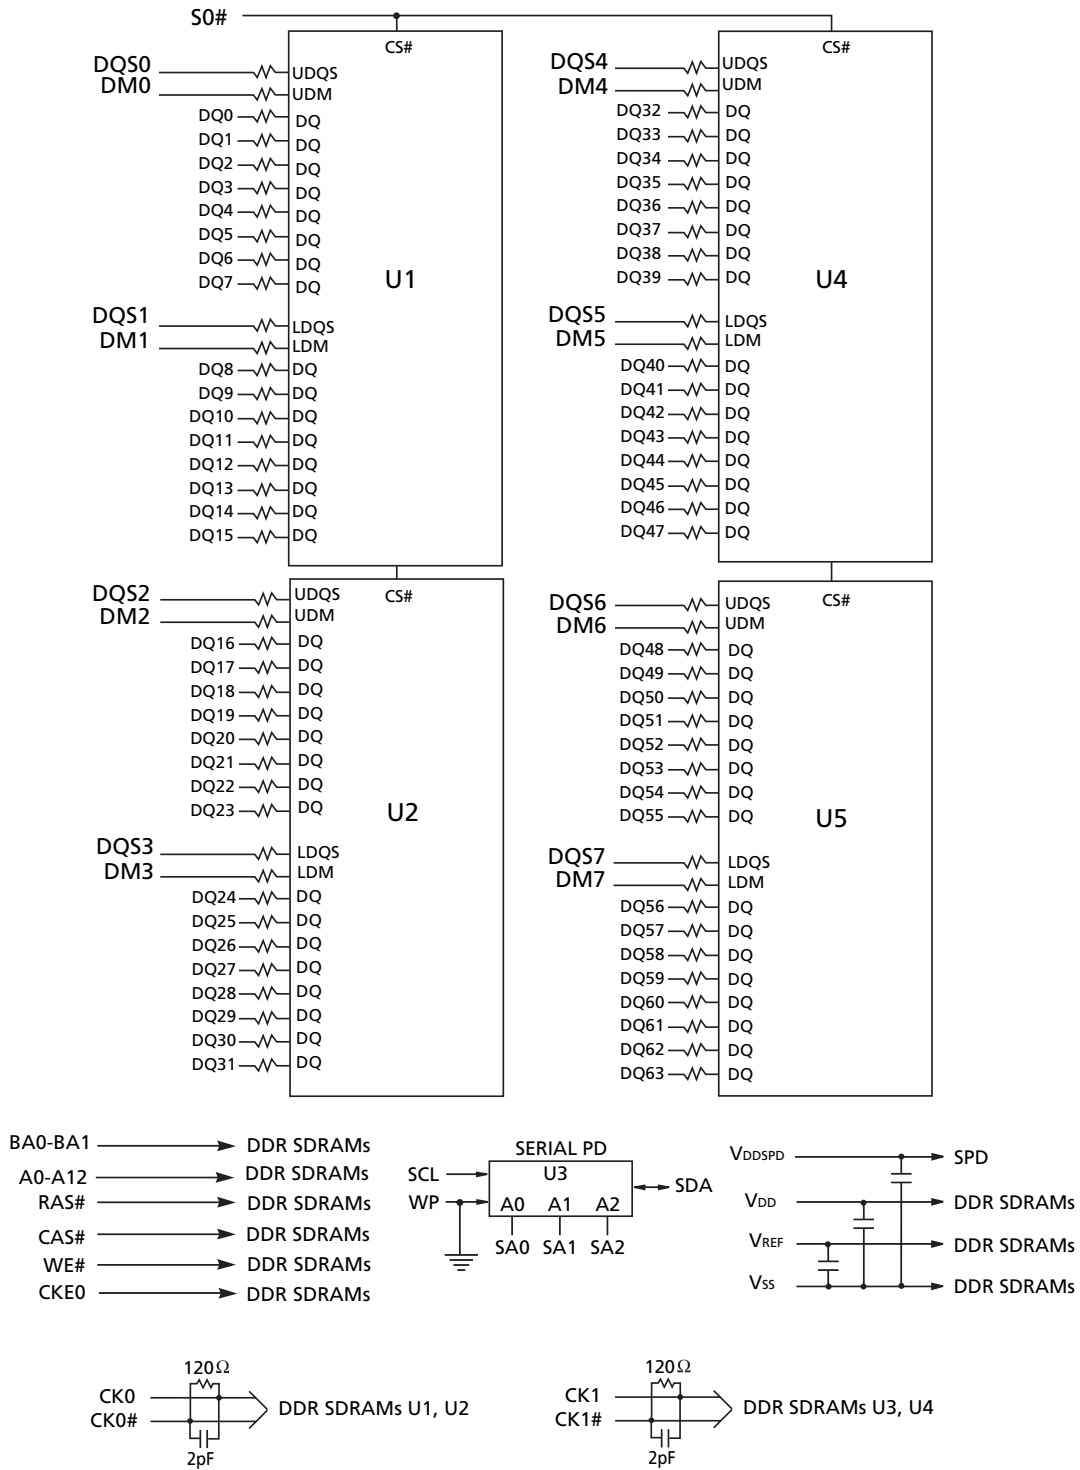 S0#
CS#
DQS0 UDQS
DM0 UDM
DQ0 DQ
DQ1 DQ
DQ2 DQ
DQ3 DQ
DQ4 DQ
DQ5 DQ
DQ6 DQ
DQ7 DQ
U1
DQS1 LDQS
DM1 LDM
DQ8 DQ
DQ9 DQ
DQ10 DQ
DQ11 DQ
DQ12 DQ
DQ13 DQ
DQ14 DQ
DQ15 DQ
CS#
DQS4 UDQS
DM4 UDM
DQ32 DQ
DQ33 DQ
DQ34 DQ
DQ35 DQ
DQ36 DQ
DQ37 DQ
DQ38 DQ
DQ39 DQ
U4
DQS5 LDQS
DM5 LDM
DQ40 DQ
DQ41 DQ
DQ42 DQ
DQ43 DQ
DQ44 DQ
DQ45 DQ
DQ46 DQ
DQ47 DQ
CS#
DQS2 UDQS
DM2 UDM
DQ16 DQ
DQ17 DQ
DQ18 DQ
DQ19 DQ
DQ20 DQ
DQ21 DQ
DQ22 DQ
DQ23 DQ
U2
DQS3 LDQS
DM3 LDM
DQ24 DQ
DQ25 DQ
DQ26 DQ
DQ27 DQ
DQ28 DQ
DQ29 DQ
DQ30 DQ
DQ31 DQ
CS#
DQS6 UDQS
DM6 UDM
DQ48 DQ
DQ49 DQ
DQ50 DQ
DQ51 DQ
DQ52 DQ
DQ53 DQ
DQ54 DQ
DQ55 DQ
U5
DQS7 LDQS
DM7 LDM
DQ56 DQ
DQ57 DQ
DQ58 DQ
DQ59 DQ
DQ60 DQ
DQ61 DQ
DQ62 DQ
DQ63 DQ
BA0-BA1 DDR SDRAMs
A0-A12 DDR SDRAMs
RAS# DDR SDRAMs
CAS# DDR SDRAMs
WE# DDR SDRAMs
CKE0 DDR SDRAMs
SERIAL PD
SCL U3 SDA
WP A0 A1 A2
SA0 SA1 SA2
VDDSPD SPD
VDD DDR SDRAMs
VREF DDR SDRAMs
VSS DDR SDRAMs
120Ω
CK0
CK0#
DDR SDRAMs U1, U2
2pF
120Ω
CK1
CK1#
DDR SDRAMs U3, U4
2pF